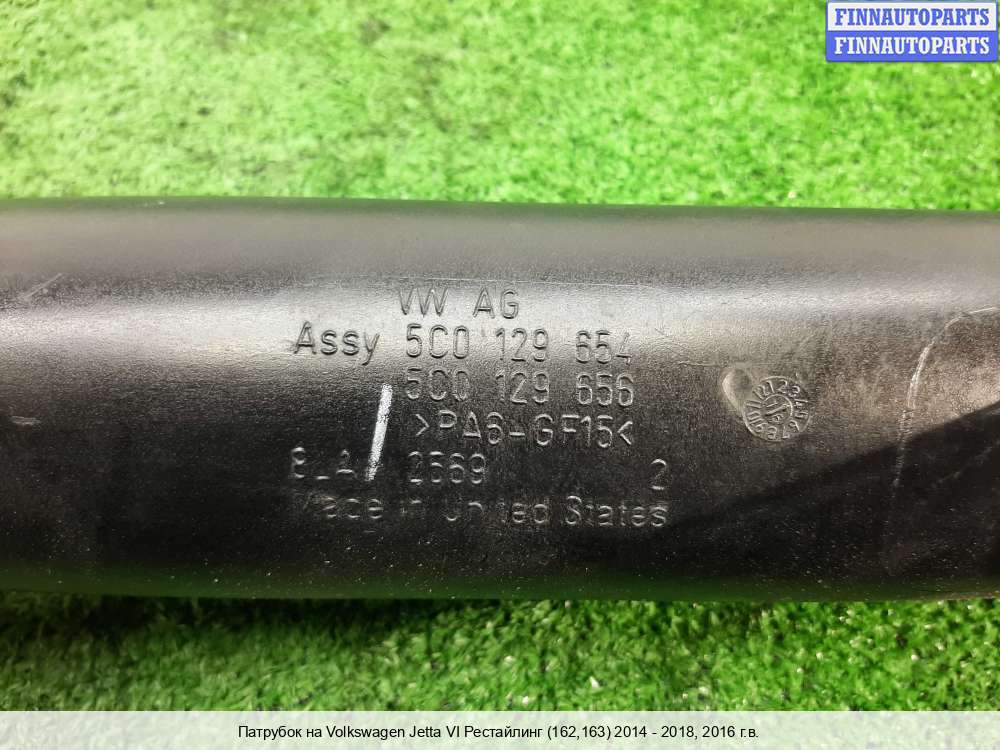 FINNAUTOPARTS
FINNAUTOPARTS
VW AG
Assy 5C0 129 654
5C0 129 656
>PA6-GF15<
2569 2
Made in United States
Патрубок на Volkswagen Jetta VI Рестайлинг (162,163) 2014 - 2018, 2016 г.в.